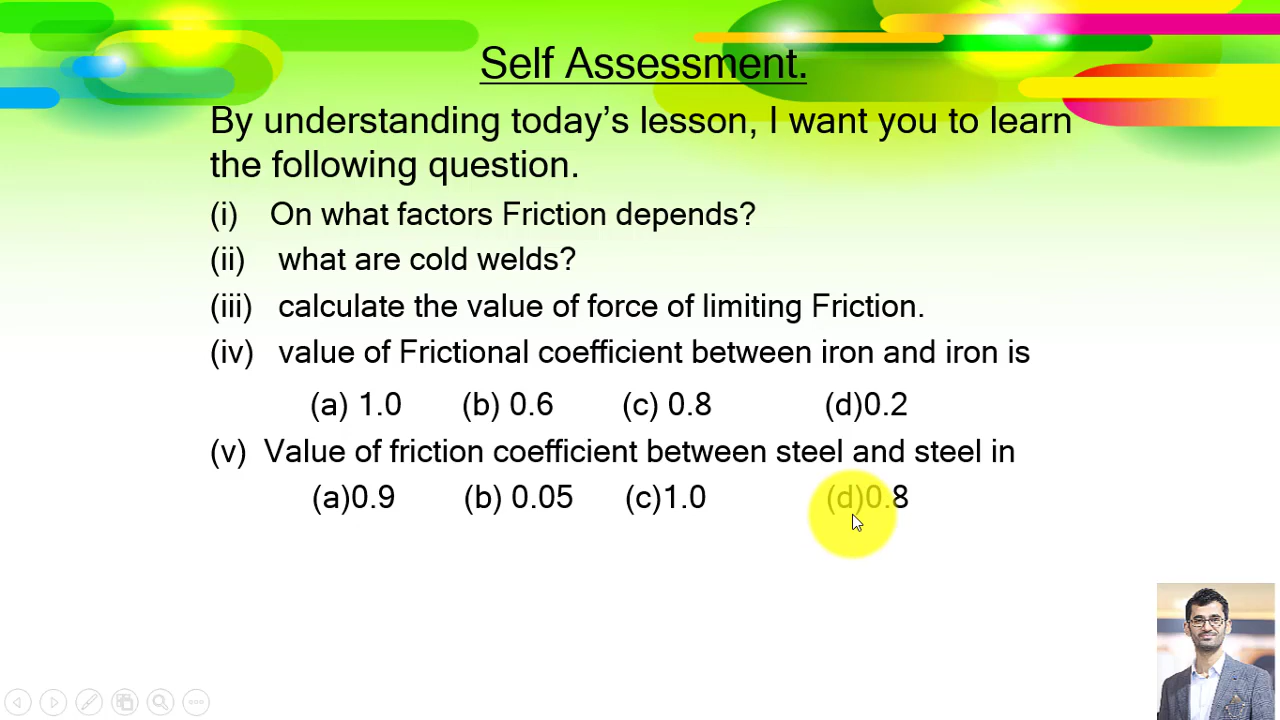 Self Assessment.
By understanding today's lesson, I want you to learn
the following question.
(i) On what factors Friction depends?
(ii) what are cold welds?
(iii) calculate the value of force of limiting Friction.
(iv) value of Frictional coefficient between iron and iron is
(a) 1.0 (b) 0.6 (c) 0.8 (d)0.2
(v) Value of friction coefficient between steel and steel in
(a)0.9 (b) 0.05 (c)1.0 (d)0.8